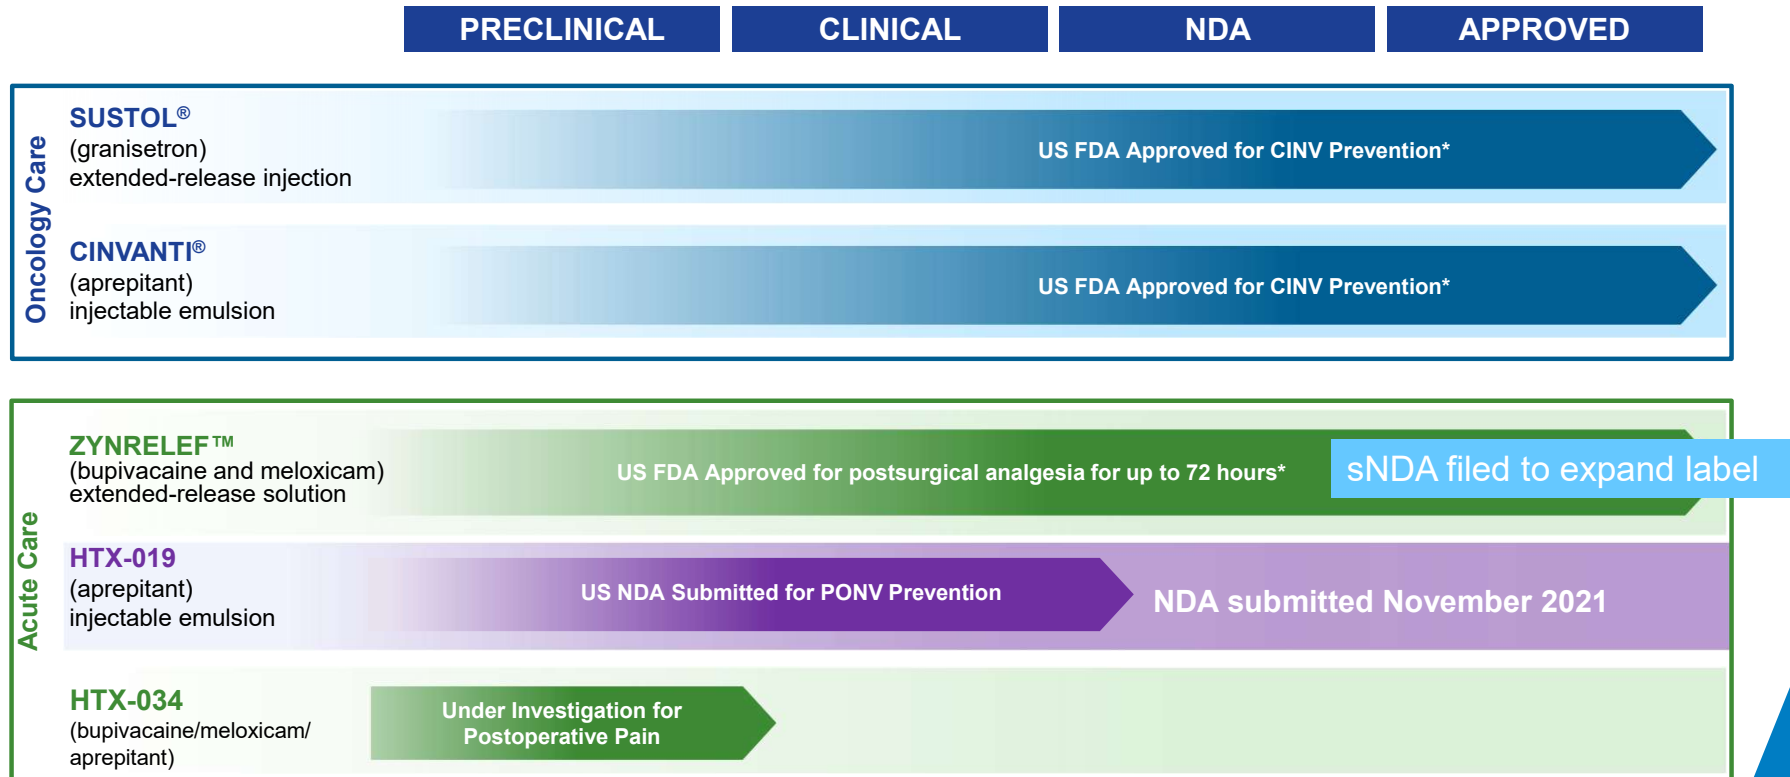 PRECLINICAL CLINICAL NDA APPROVED
Oncology Care
SUSTOL®
(granisetron)
extended-release injection
US FDA Approved for CINV Prevention*
CINVANTI®
(aprepitant)
injectable emulsion
US FDA Approved for CINV Prevention*
Acute Care
ZYNRELEF™
(bupivacaine and meloxicam)
extended-release solution
US FDA Approved for postsurgical analgesia for up to 72 hours*
sNDA filed to expand label
HTX-019
(aprepitant)
injectable emulsion
US NDA Submitted for PONV Prevention
NDA submitted November 2021
HTX-034
(bupivacaine/meloxicam/
aprepitant)
Under Investigation for
Postoperative Pain